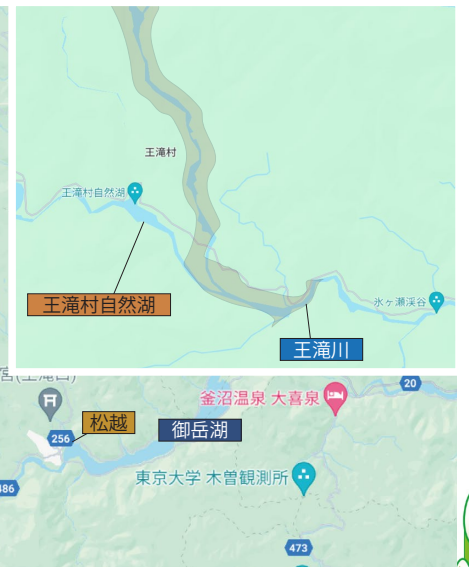 王滝村
王滝村自然湖
王滝村自然湖
氷ヶ瀬渓谷
王滝川
20
釜沼温泉 大喜泉
松越
御岳湖
256
東京大学 木曽観測所
486
473